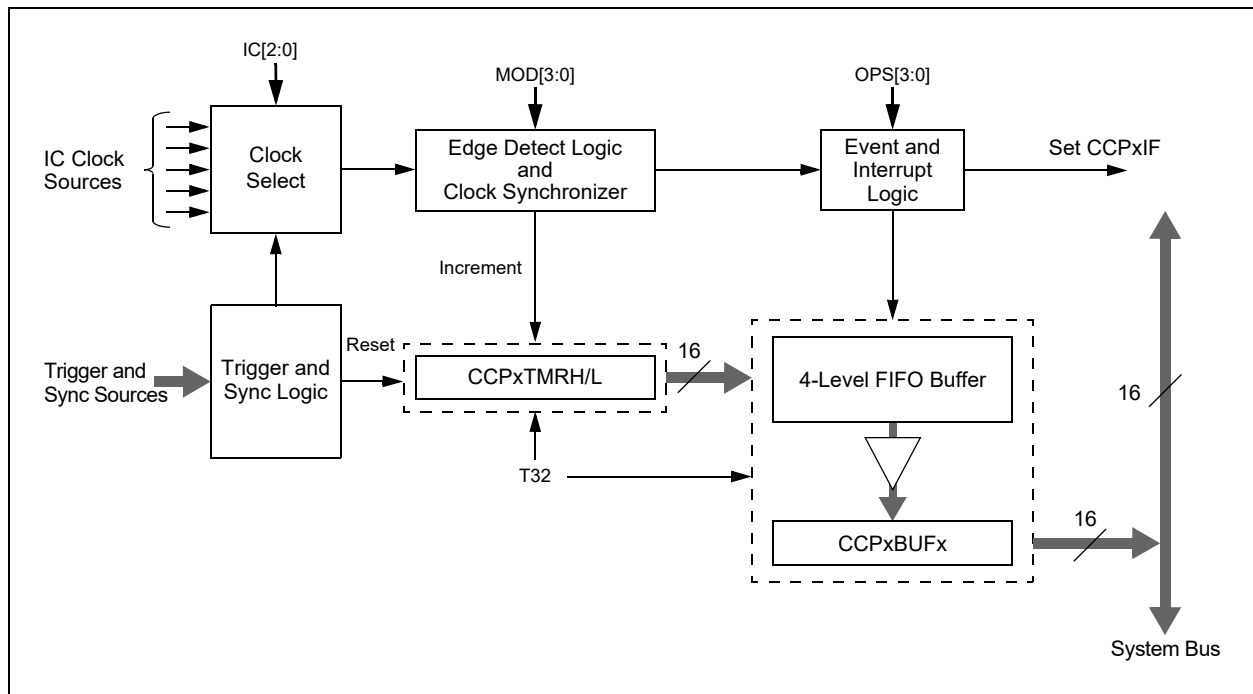 IC[2:0]
MOD[3:0]
OPS[3:0]
IC Clock
Sources
Clock
Select
Edge Detect Logic
and
Clock Synchronizer
Event and
Interrupt
Logic
Set CCPxIF
Increment
Trigger and
Sync Sources
Trigger and
Sync Logic
Reset
CCPxTMRH/L
16
4-Level FIFO Buffer
16
T32
CCPxBUFx
16
System Bus